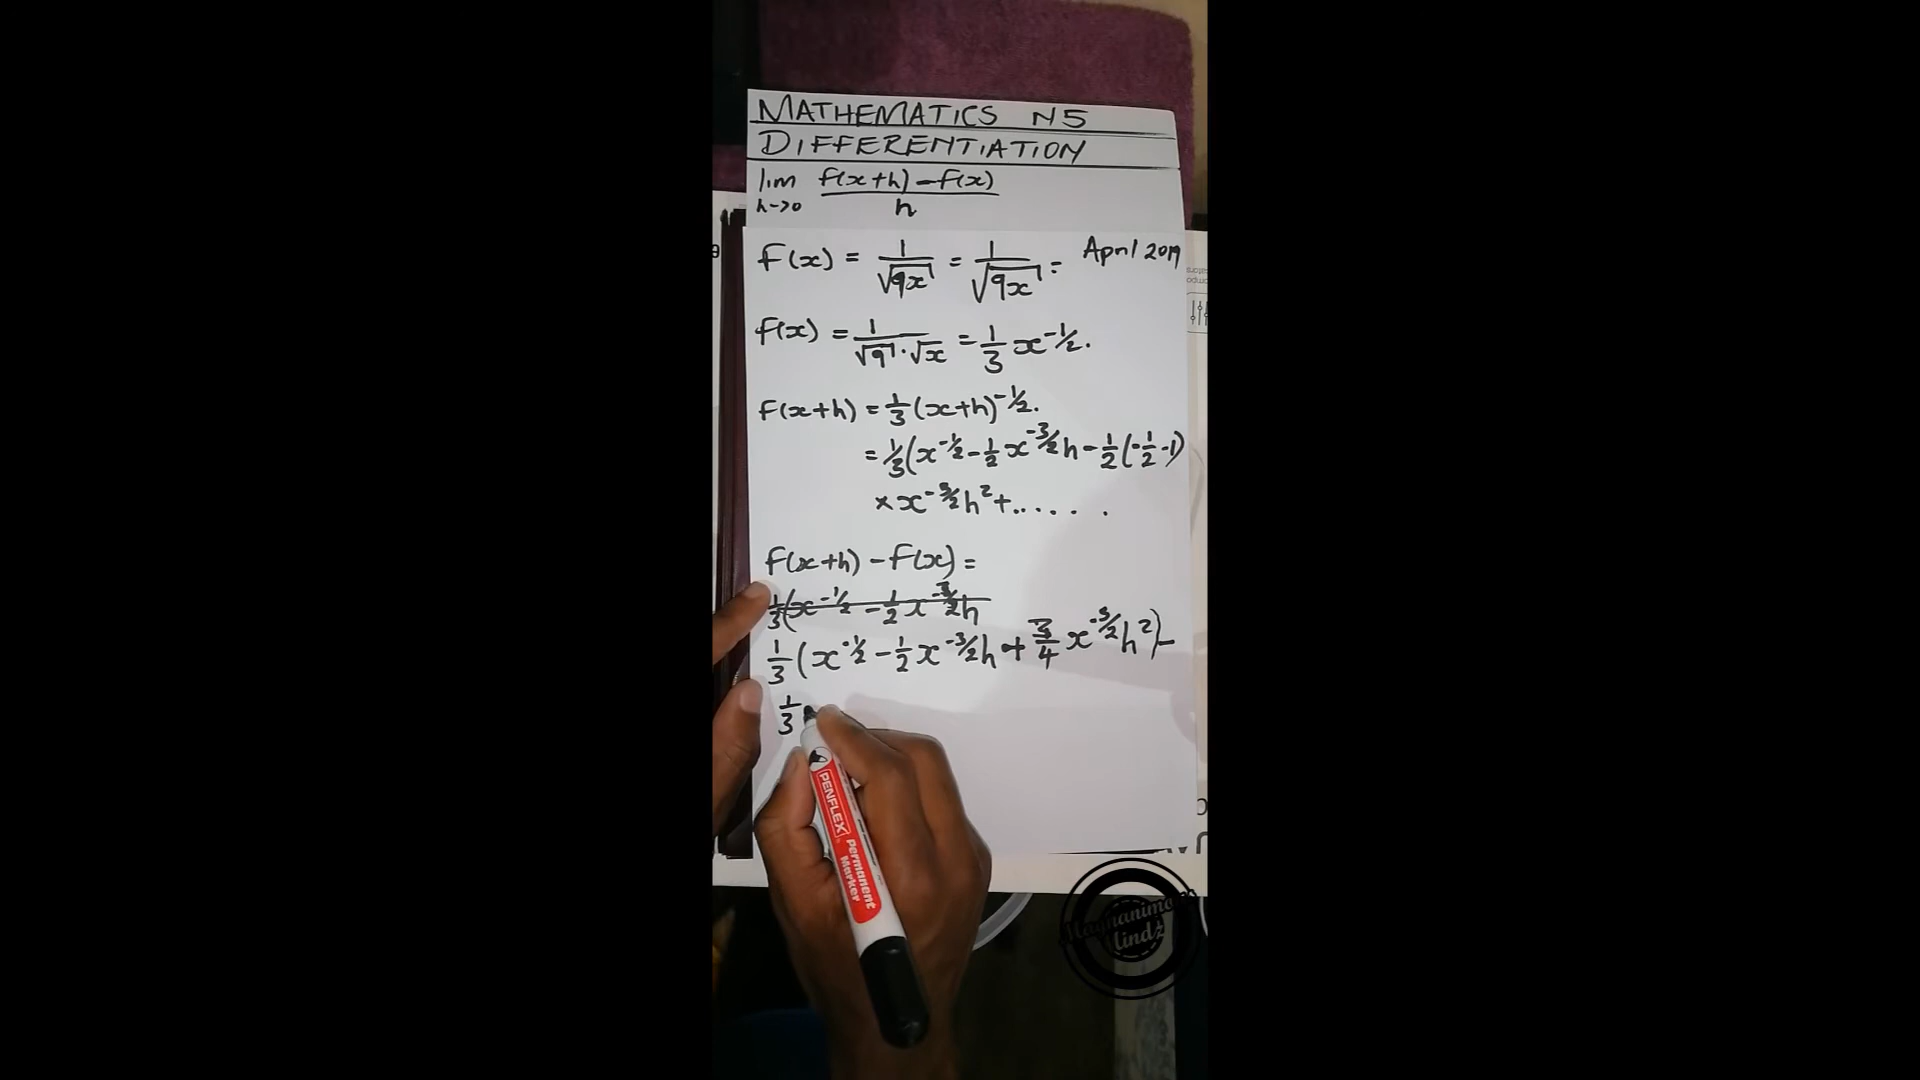 MATHEMATICS N5
DIFFERENTIATION
lim h->0 f(x+h)-f(x) / h
f(x) = 1/√9x = 1/√9x = April 2019
f(x) = 1/√9 · √x = 1/3 x^-1/2.
f(x+h) = 1/3 (x+h)^-1/2.
= 1/3 (x^-1/2 - 1/2 x^-3/2 h - 1/2 (-1/2 -1)
× x^-5/2 h² + .....
f(x+h) - f(x) =
1/3 (x^-1/2 - 1/2 x^-3/2 h
1/3 (x^-1/2 - 1/2 x^-3/2 h + 3/4 x^-5/2 h²) -
1/3
PENFLEX
Permanent
Marker
Magnanimous
Mindz